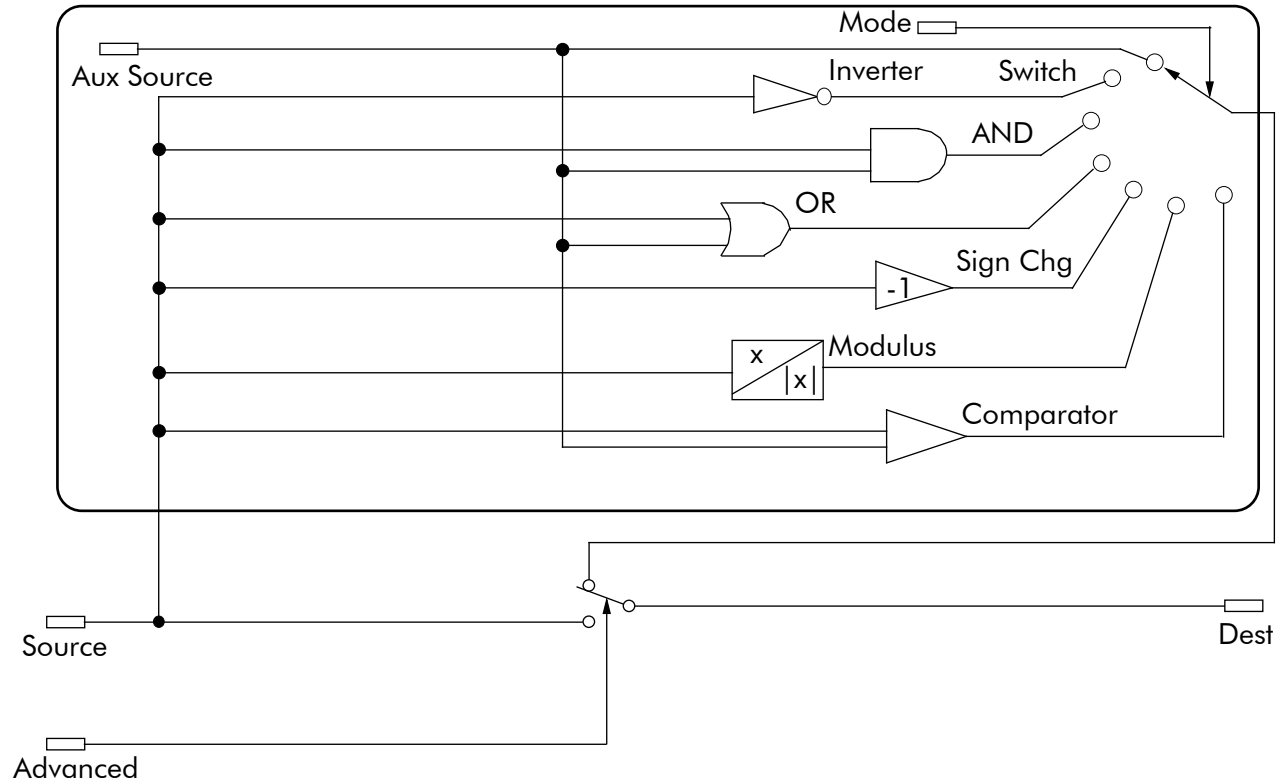 Mode
Aux Source
Inverter
Switch
AND
OR
Sign Chg
-1
x
|x|
Modulus
Comparator
Source
Dest
Advanced